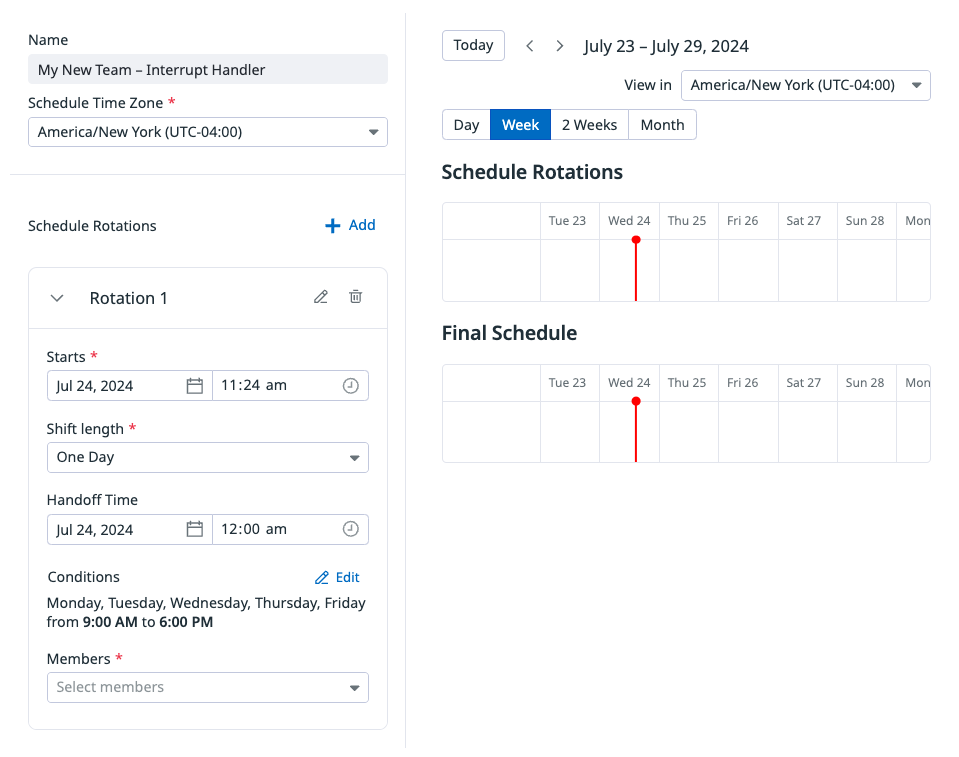 Name
My New Team – Interrupt Handler
Schedule Time Zone *
America/New York (UTC-04:00)
Schedule Rotations
Add
Rotation 1
Starts *
Jul 24, 2024 11:24 am
Shift length *
One Day
Handoff Time
Jul 24, 2024 12:00 am
Conditions Edit
Monday, Tuesday, Wednesday, Thursday, Friday
from 9:00 AM to 6:00 PM
Members *
Select members
Today July 23 – July 29, 2024
View in America/New York (UTC-04:00)
Day Week 2 Weeks Month
Schedule Rotations
Tue 23 Wed 24 Thu 25 Fri 26 Sat 27 Sun 28 Mon
Final Schedule
Tue 23 Wed 24 Thu 25 Fri 26 Sat 27 Sun 28 Mon